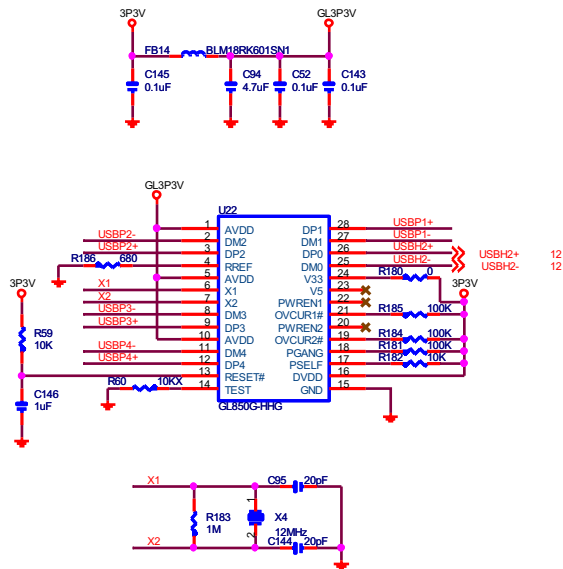 3P3V GL3P3V
FB14 BLM18RK601SN1
C145 C94 C52 C143
0.1uF 4.7uF 0.1uF 0.1uF
GL3P3V
U22
1 AVDD DP1 28 USBP1+
USBP2- 2 DM2 DM1 27 USBP1-
USBP2+ 3 DP2 DP0 26 USBH2+ USBH2+ 12
R186 680 4 RREF DM0 25 USBH2- USBH2- 12
5 AVDD V33 24 R180 0
X1 6 X1 V5 23
3P3V X2 7 X2 PWREN1 22 3P3V
USBP3- 8 DM3 OVCUR1# 21 R185 100K
USBP3+ 9 DP3 PWREN2 20
R59 10 AVDD OVCUR2# 19 R184 100K
10K USBP4- 11 DM4 PGANG 18 R181 100K
USBP4+ 12 DP4 PSELF 17 R182 10K
13 RESET# DVDD 16
R60 10KX 14 TEST GND 15
C146
1uF
GL850G-HHG
X1 C95 20pF
R183 1 X4
1M 2 12MHz
X2 C144 20pF